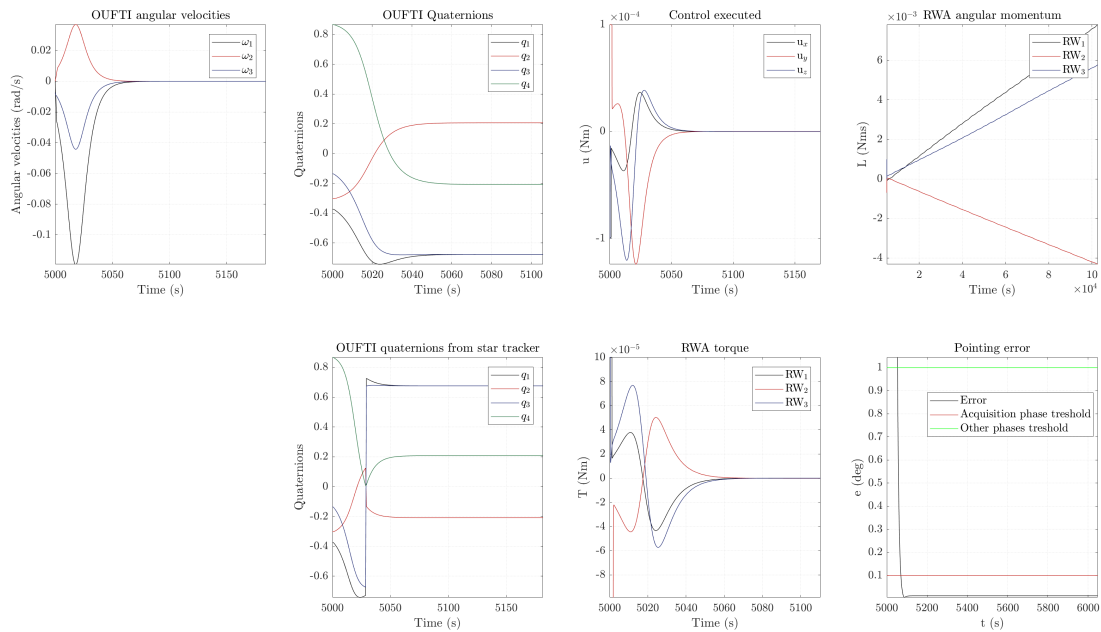 OUFTI angular velocities
Angular velocities (rad/s)
0.02
0
-0.02
-0.04
-0.06
-0.08
-0.1
ω1
ω2
ω3
5000
5050
5100
5150
Time (s)
OUFTI Quaternions
Quaternions
0.8
0.6
0.4
0.2
0
-0.2
-0.4
-0.6
q1
q2
q3
q4
5000
5020
5040
5060
5080
5100
Time (s)
Control executed
×10⁻⁴
u (Nm)
1
0
-1
ux
uy
uz
5000
5050
5100
5150
Time (s)
RWA angular momentum
×10⁻³
L (Nms)
6
4
2
0
-2
-4
RW1
RW2
RW3
2
4
6
8
10
Time (s)
×10⁴
OUFTI quaternions from star tracker
Quaternions
0.8
0.6
0.4
0.2
0
-0.2
-0.4
-0.6
q1
q2
q3
q4
5000
5050
5100
5150
Time (s)
RWA torque
×10⁻⁵
T (Nm)
10
8
6
4
2
0
-2
-4
-6
-8
RW1
RW2
RW3
5000
5020
5040
5060
5080
5100
Time (s)
Pointing error
e (deg)
1
0.9
0.8
0.7
0.6
0.5
0.4
0.3
0.2
0.1
Error
Acquisition phase treshold
Other phases treshold
5000
5200
5400
5600
5800
6000
t (s)